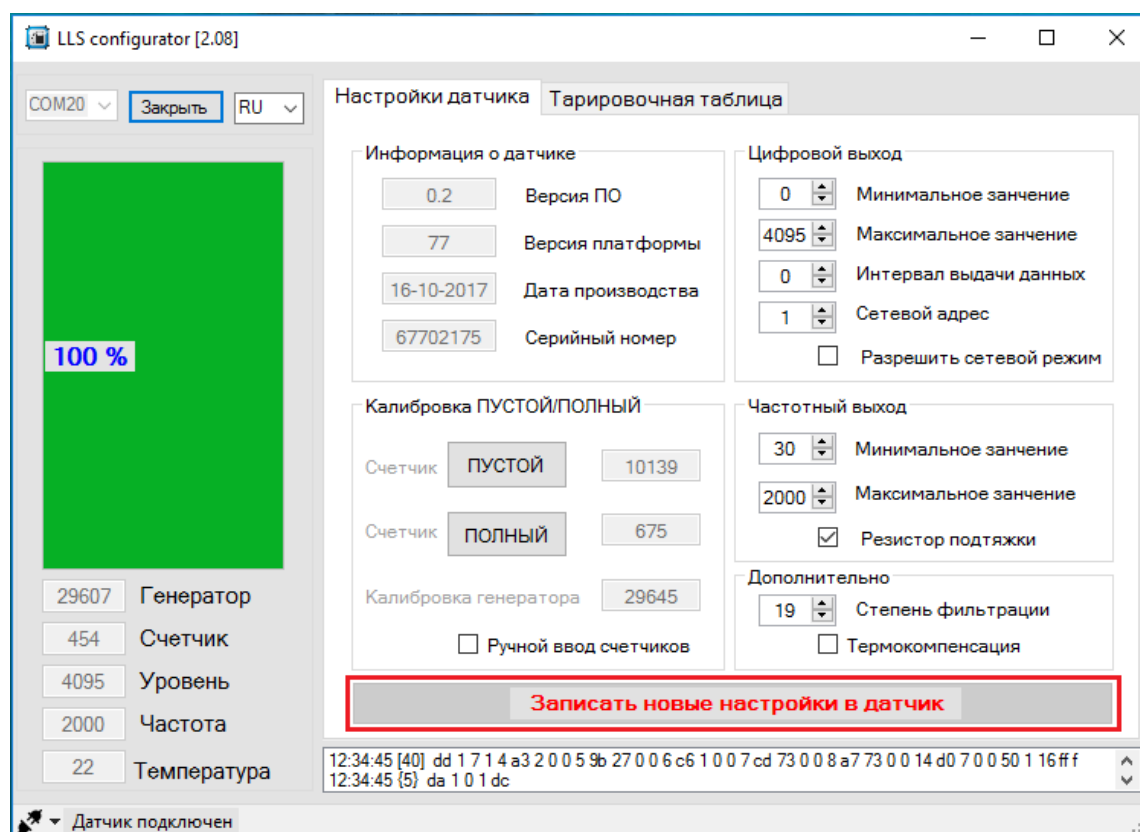 LLS configurator [2.08]
COM20 Закрыть RU
Настройки датчика Тарировочная таблица
100 %
29607 Генератор
454 Счетчик
4095 Уровень
2000 Частота
22 Температура
Информация о датчике
0.2 Версия ПО
77 Версия платформы
16-10-2017 Дата производства
67702175 Серийный номер
Калибровка ПУСТОЙ/ПОЛНЫЙ
Счетчик ПУСТОЙ 10139
Счетчик ПОЛНЫЙ 675
Калибровка генератора 29645
Ручной ввод счетчиков
Цифровой выход
0 Минимальное занчение
4095 Максимальное занчение
0 Интервал выдачи данных
1 Сетевой адрес
Разрешить сетевой режим
Частотный выход
30 Минимальное занчение
2000 Максимальное занчение
Резистор подтяжки
Дополнительно
19 Степень фильтрации
Термокомпенсация
Записать новые настройки в датчик
12:34:45 [40] dd 1 7 1 4 a3 2 0 0 5 9b 27 0 0 6 c6 1 0 0 7 cd 73 0 0 8 a7 73 0 0 14 d0 7 0 0 50 1 16 ff f
12:34:45 {5} da 1 0 1 dc
Датчик подключен